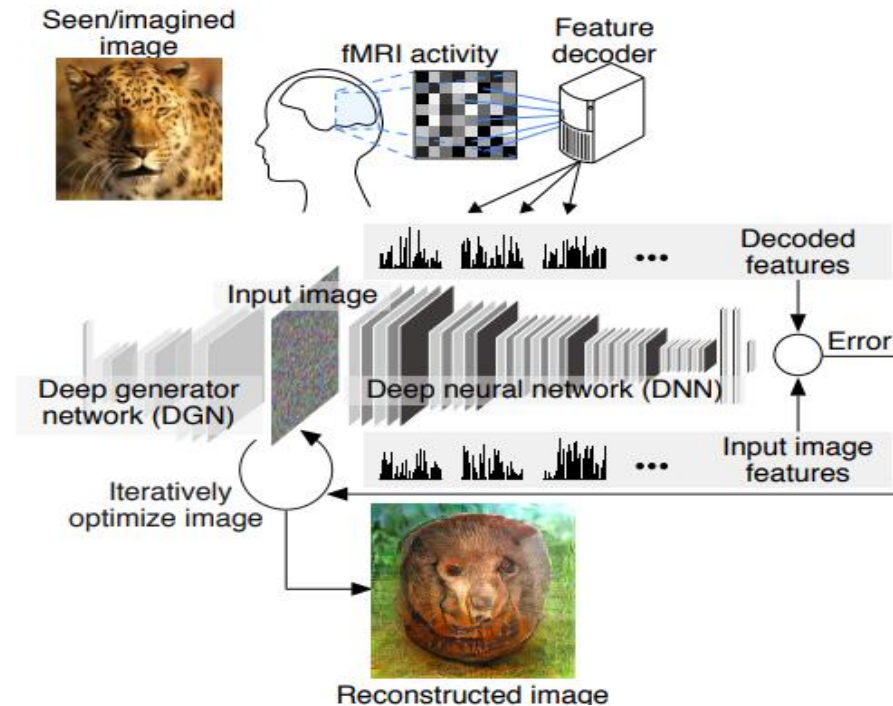 Seen/imagined
image
fMRI activity
Feature
decoder
Decoded
features
Input image
Deep generator
network (DGN)
Deep neural network (DNN)
Error
Input image
features
Iteratively
optimize image
Reconstructed image